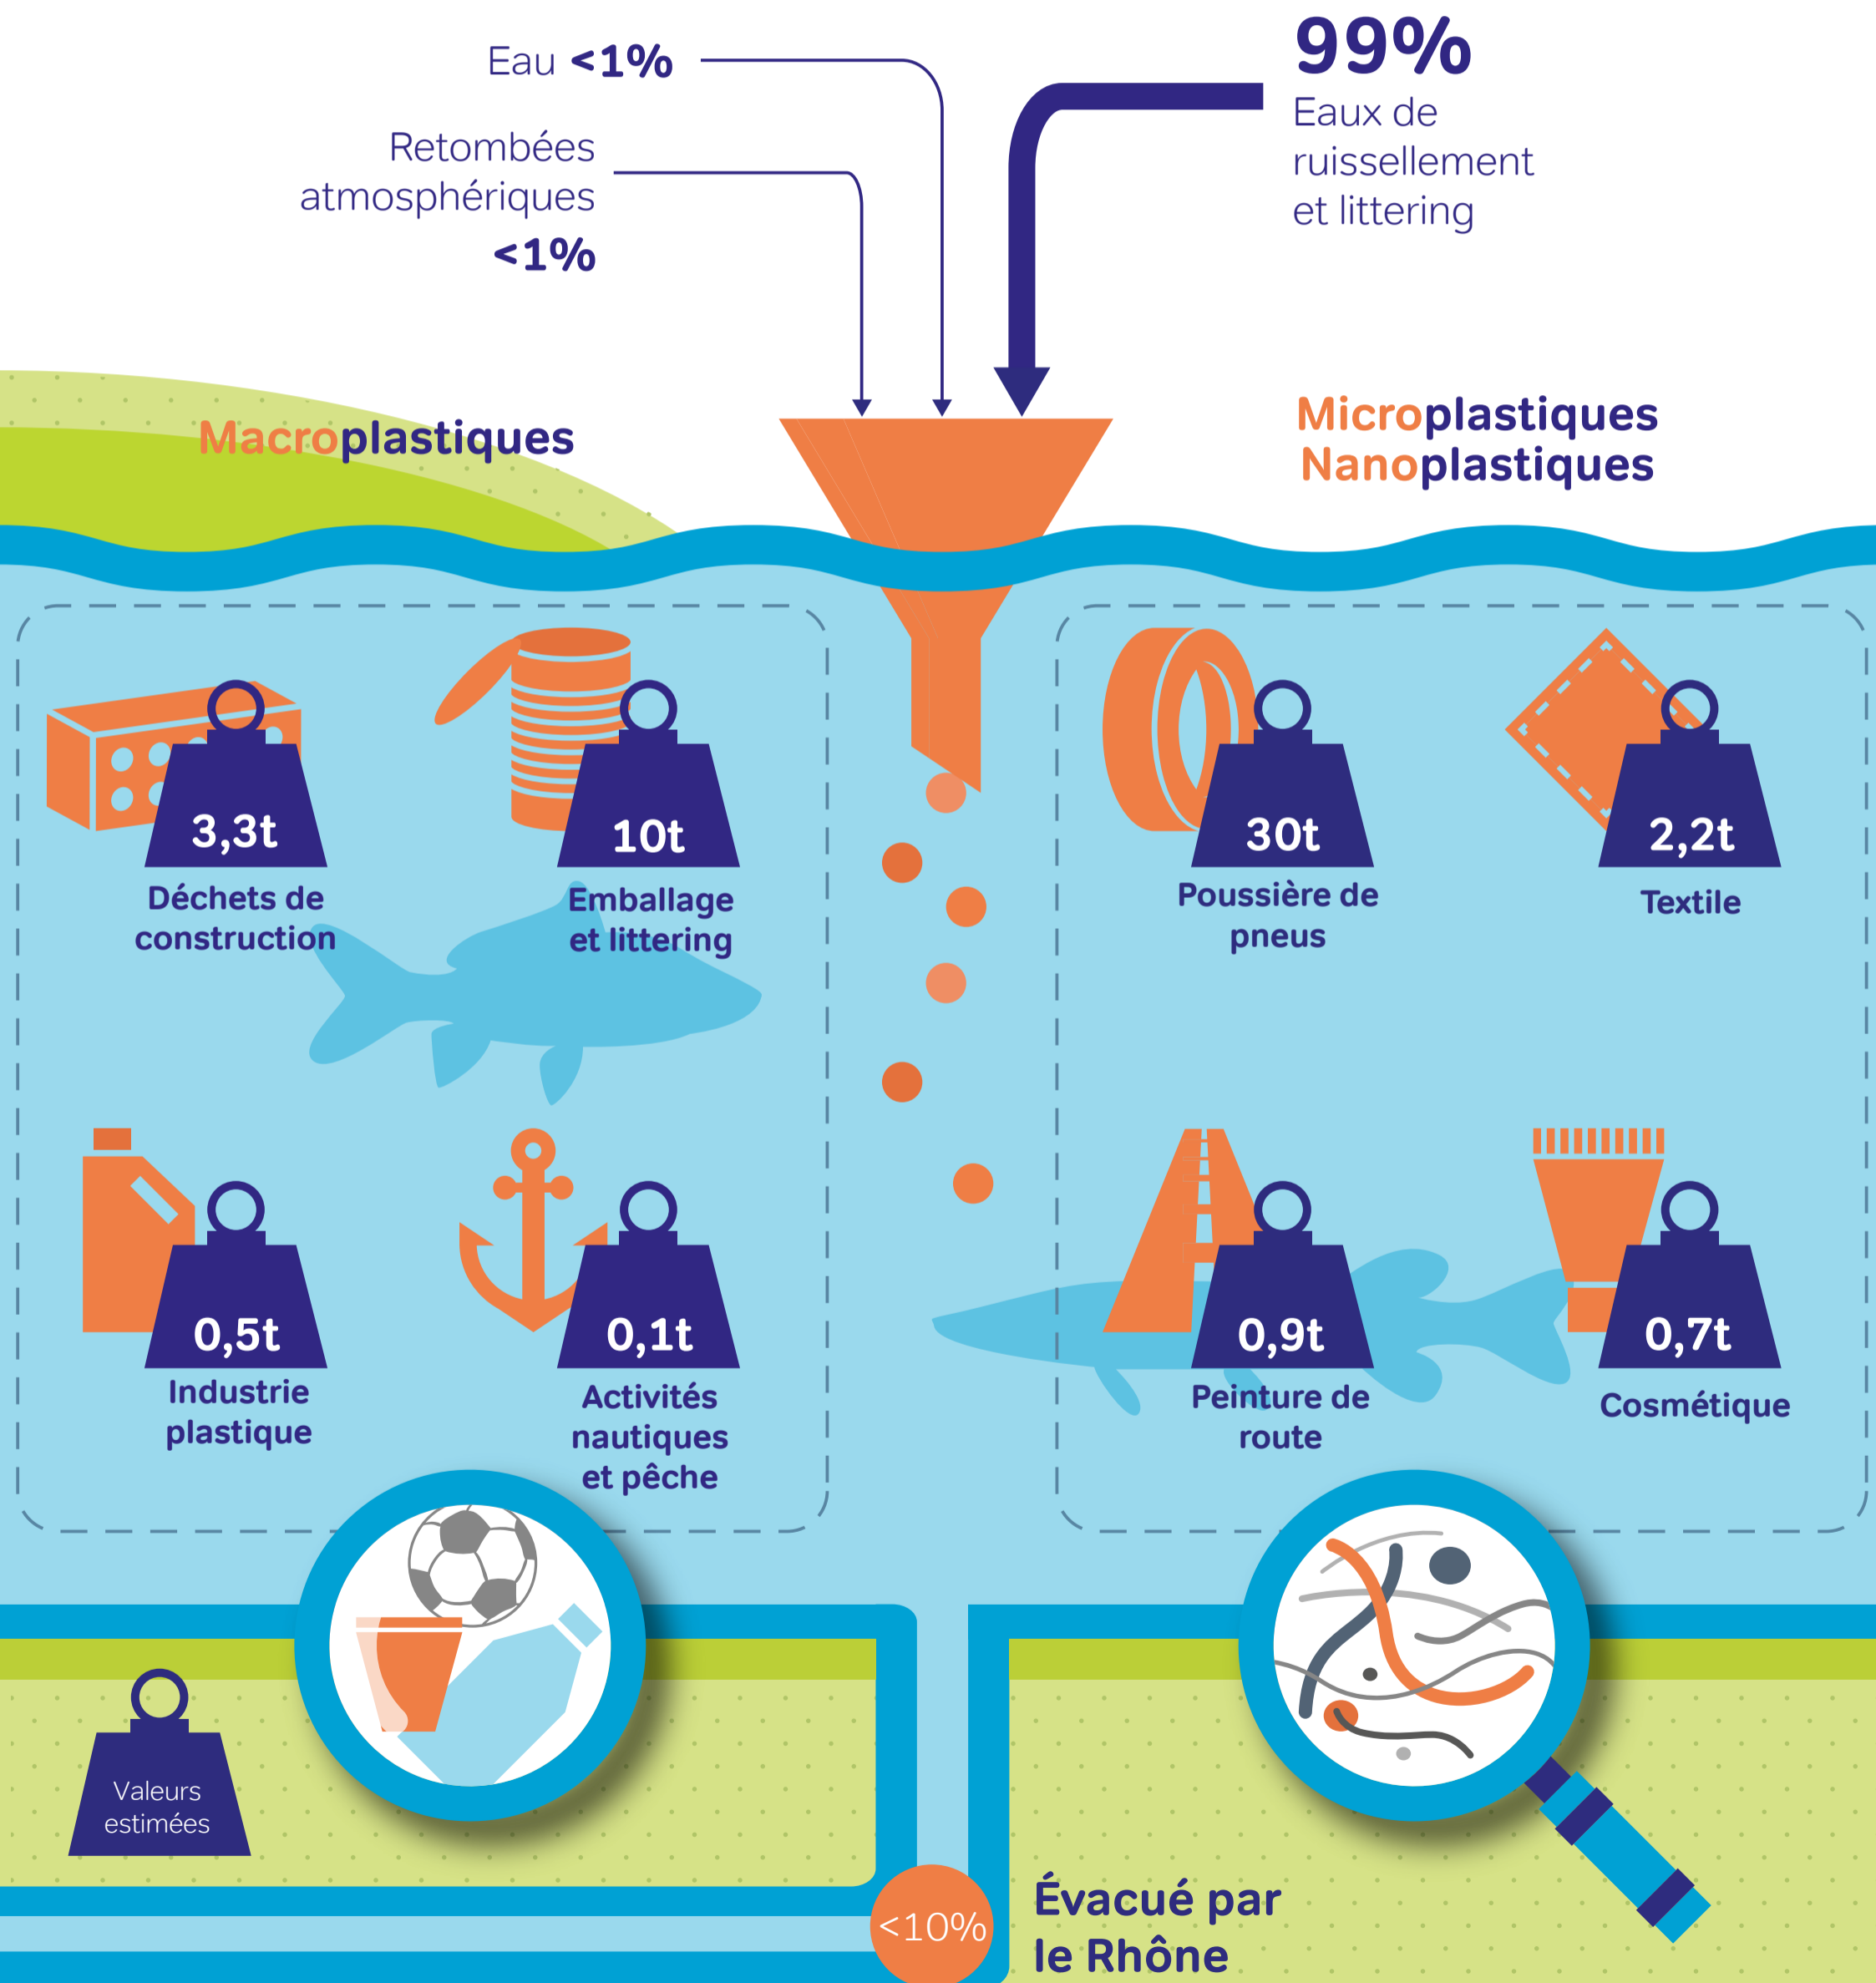 Eau <1%
Retombées
atmosphériques
<1%
99%
Eaux de
ruissellement
et littering
Macroplastiques
Microplastiques
Nanoplastiques
3,3t
Déchets de
construction
10t
Emballage
et littering
30t
Poussière de
pneus
2,2t
Textile
0,5t
Industrie
plastique
0,1t
Activités
nautiques
et pêche
0,9t
Peinture de
route
0,7t
Cosmétique
Valeurs
estimées
<10%
Évacué par
le Rhône